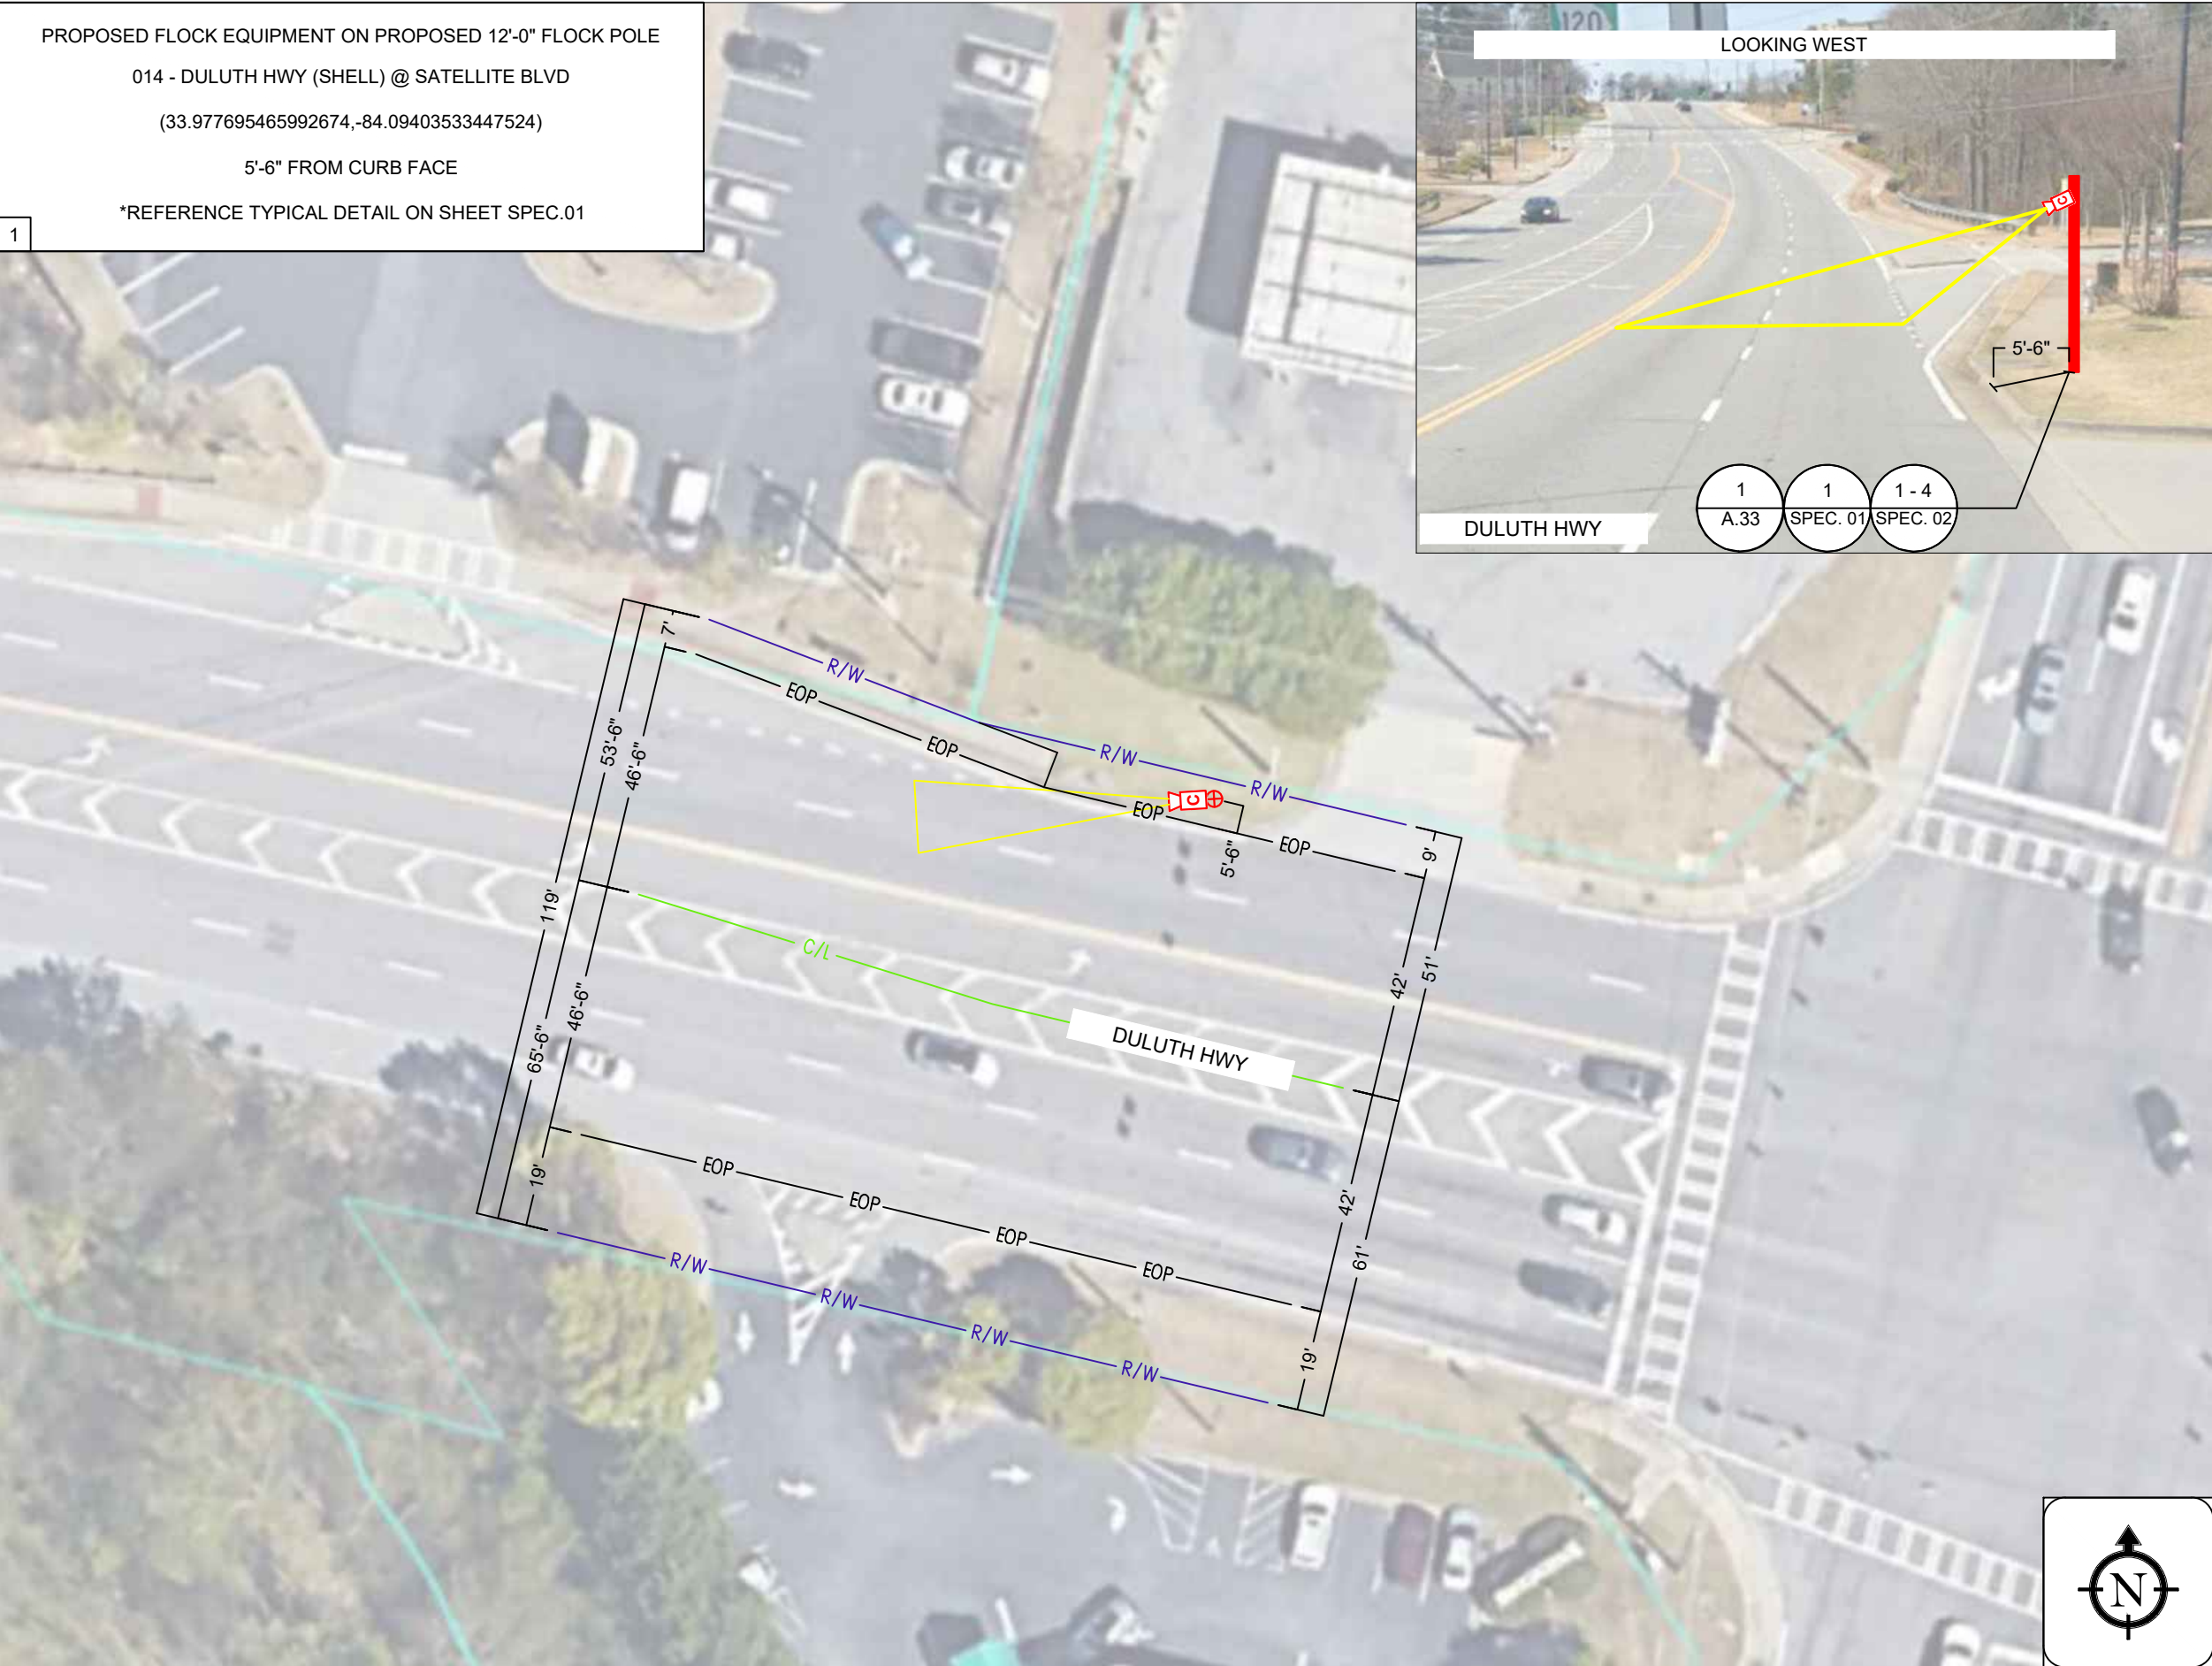 PROPOSED FLOCK EQUIPMENT ON PROPOSED 12'-0" FLOCK POLE
014 - DULUTH HWY (SHELL) @ SATELLITE BLVD
(33.977695465992674,-84.09403533447524)
5'-6" FROM CURB FACE
*REFERENCE TYPICAL DETAIL ON SHEET SPEC.01
1
120
LOOKING WEST
C
5'-6"
1
A.33
1
SPEC. 01
1 - 4
SPEC. 02
DULUTH HWY
7'
R/W
EOP
53'-6"
46'-6"
EOP
R/W
R/W
C
EOP
EOP
5'-6"
9'
119'
C/L
42'
51'
46'-6"
65'-6"
DULUTH HWY
19'
EOP
EOP
EOP
EOP
42'
61'
R/W
R/W
R/W
R/W
19'
N